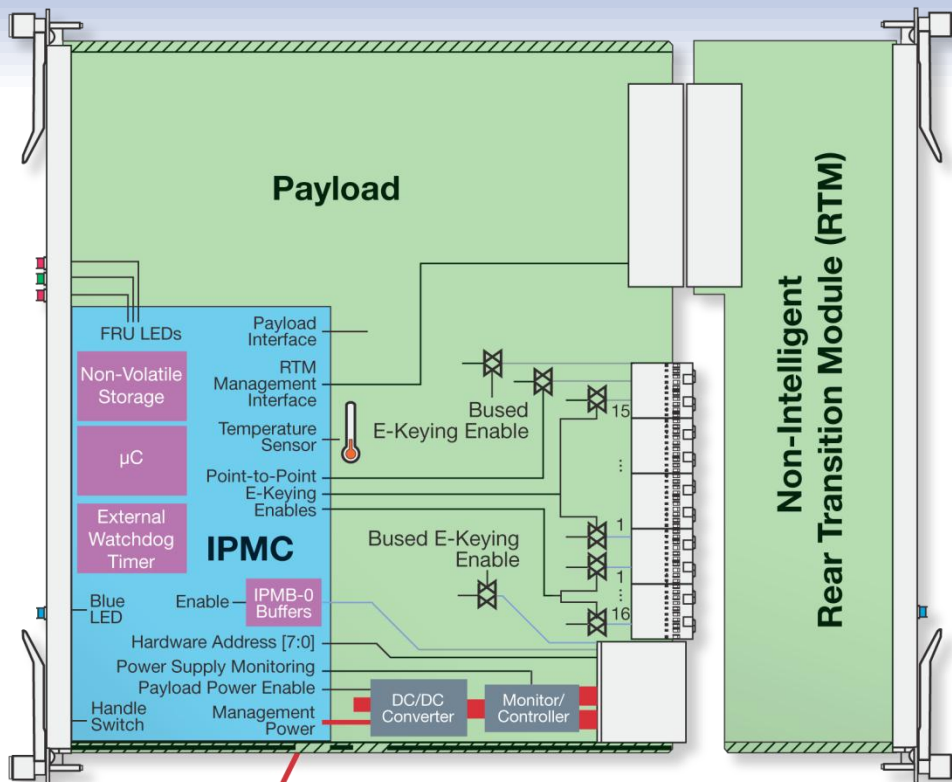 Payload
Non-Intelligent
Rear Transition Module (RTM)
FRU LEDs
Non-Volatile
Storage
µC
External
Watchdog
Timer
IPMC
Payload
Interface
RTM
Management
Interface
Temperature
Sensor
Point-to-Point
E-Keying
Enables
Bused
E-Keying Enable
15
...
1
Bused E-Keying
Enable
1
...
16
Blue
LED
Enable
IPMB-0
Buffers
Hardware Address [7:0]
Power Supply Monitoring
Payload Power Enable
Handle
Switch
Management
Power
DC/DC
Converter
Monitor/
Controller